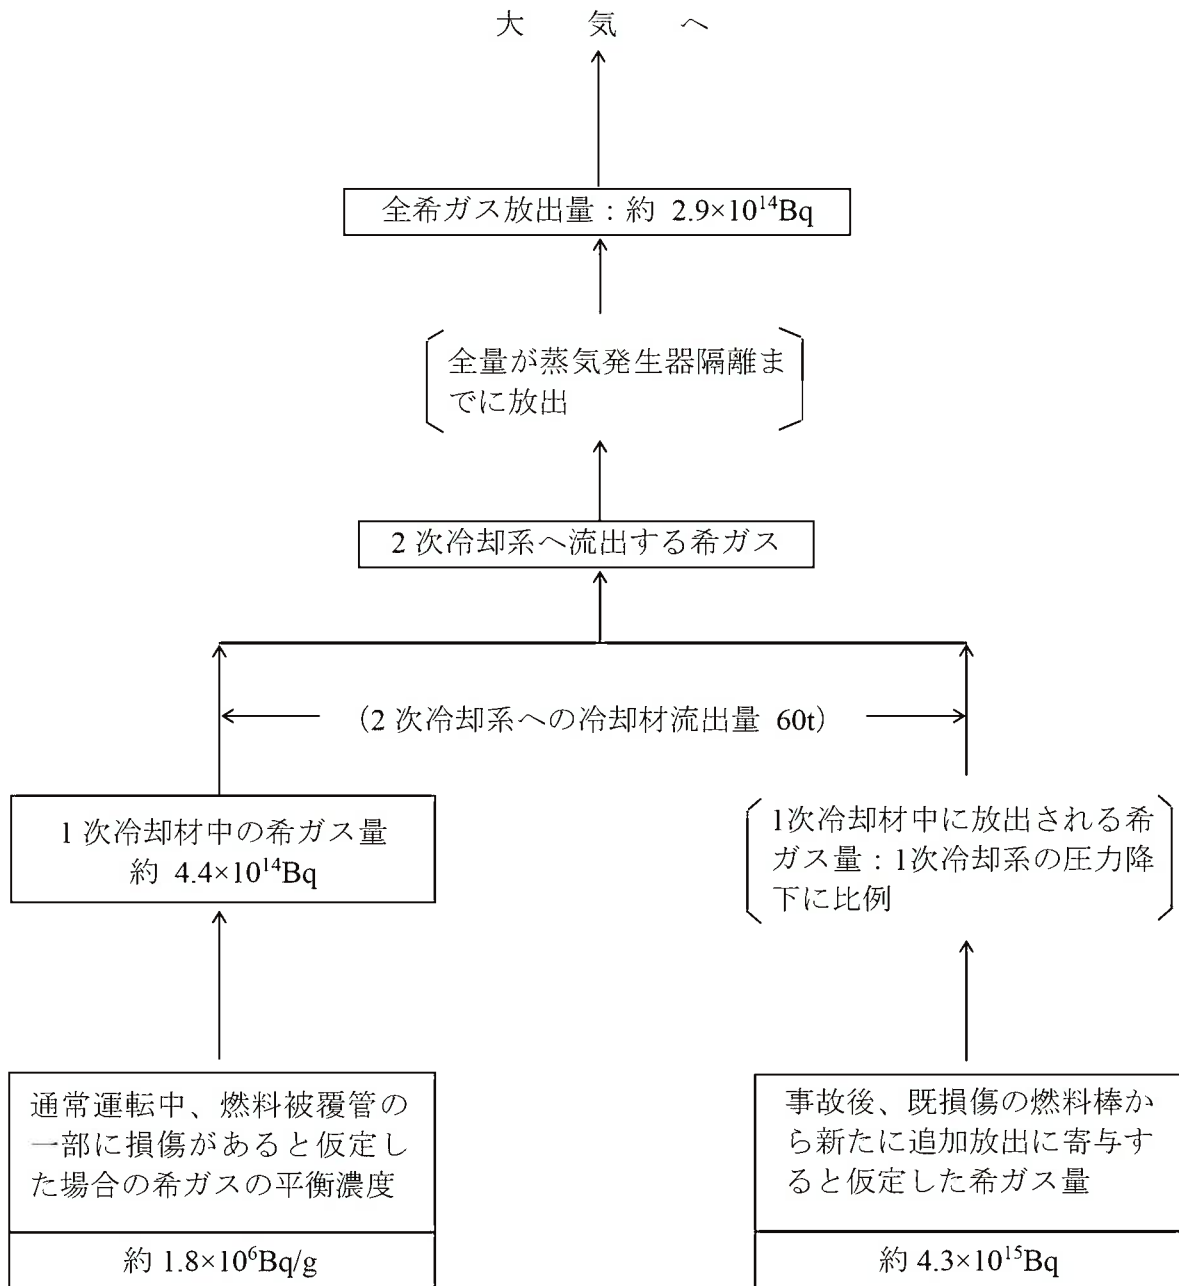 大 気 へ
全希ガス放出量：約 2.9×10¹⁴Bq
全量が蒸気発生器隔離ま
でに放出
2 次冷却系へ流出する希ガス
（2 次冷却系への冷却材流出量 60t）
1 次冷却材中の希ガス量
約 4.4×10¹⁴Bq
1次冷却材中に放出される希
ガス量：1次冷却系の圧力降
下に比例
通常運転中、燃料被覆管の
一部に損傷があると仮定し
た場合の希ガスの平衡濃度
約 1.8×10⁶Bq/g
事故後、既損傷の燃料棒か
ら新たに追加放出に寄与す
ると仮定した希ガス量
約 4.3×10¹⁵Bq